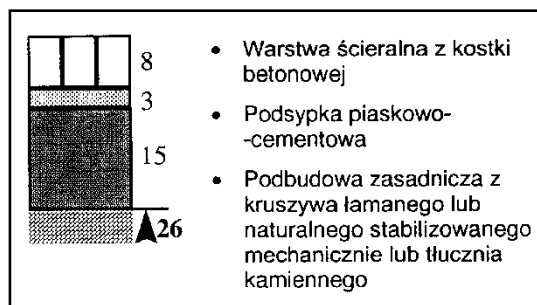 8
3
15
26
• Warstwa ścieralna z kostki
betonowej
• Podsypka piaskowo-
-cementowa
• Podbudowa zasadnicza z
kruszywa łamanego lub
naturalnego stabilizowanego
mechanicznie lub tłucznia
kamiennego